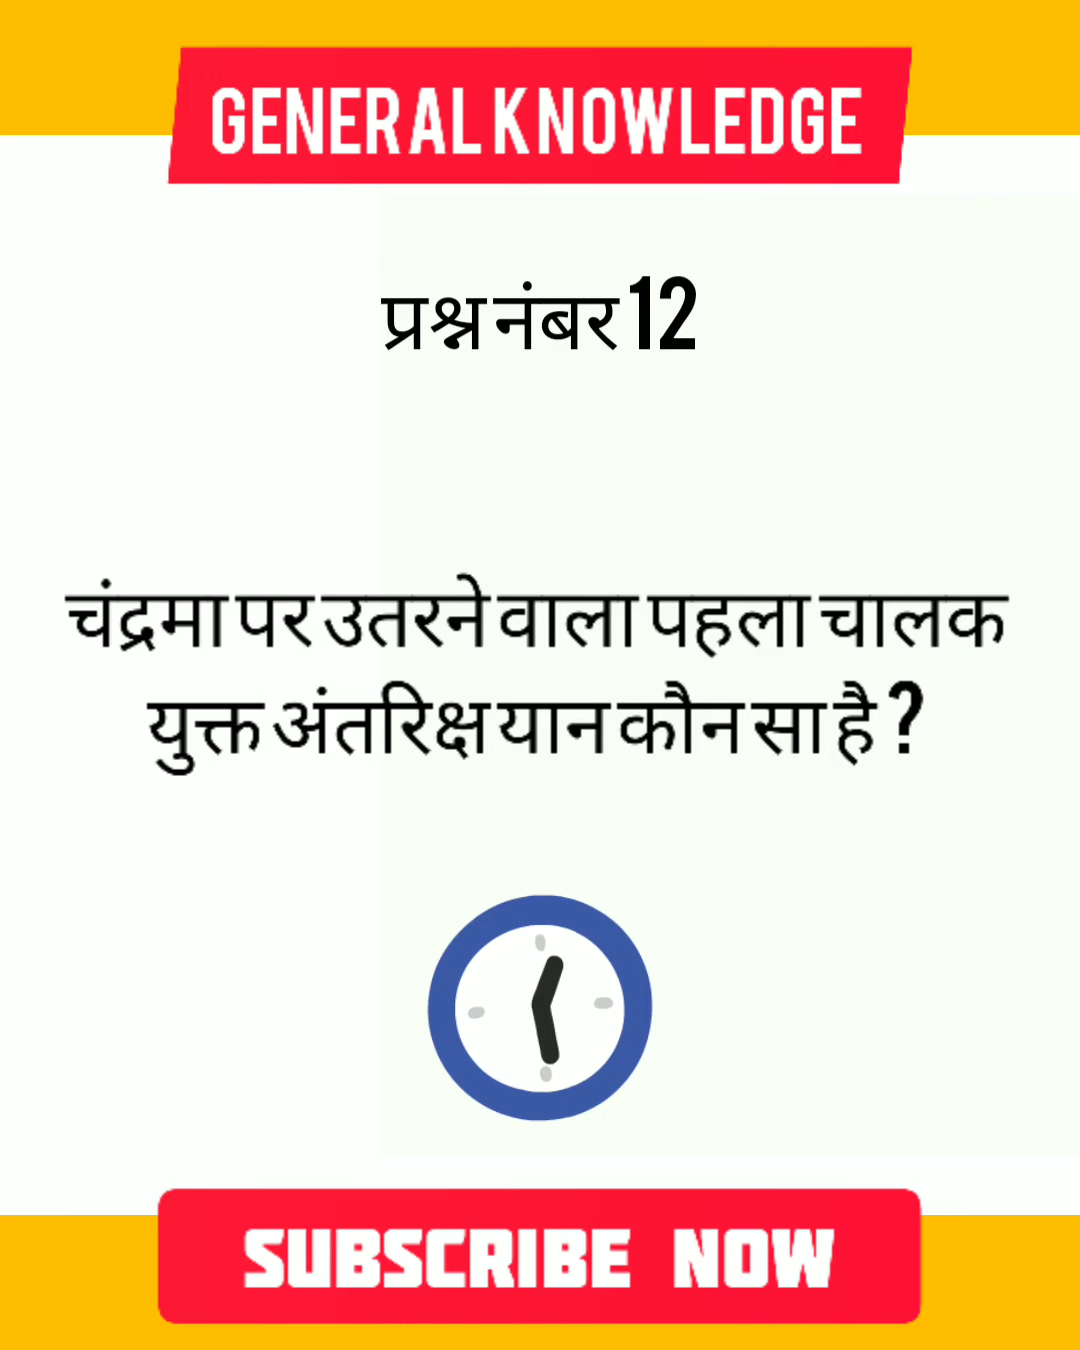 GENERAL KNOWLEDGE
प्रश्न नंबर 12
चंद्रमा पर उतरने वाला पहला चालक
युक्त अंतरिक्ष यान कौन सा है ?
SUBSCRIBE NOW